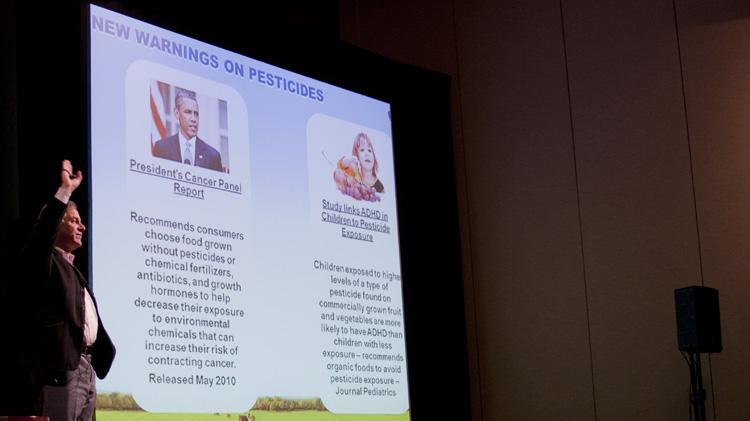 NEW WARNINGS ON PESTICIDES
President's Cancer Panel
Report
Recommends consumers
choose food grown
without pesticides or
chemical fertilizers,
antibiotics, and growth
hormones to help
decrease their exposure
to environmental
chemicals that can
increase their risk of
contracting cancer.
Released May 2010
Study links ADHD in
Children to Pesticide
Exposure
Children exposed to higher
levels of a type of
pesticide found on
commercially grown fruit
and vegetables are more
likely to have ADHD than
children with less
exposure – recommends
organic foods to avoid
pesticide exposure –
Journal Pediatrics